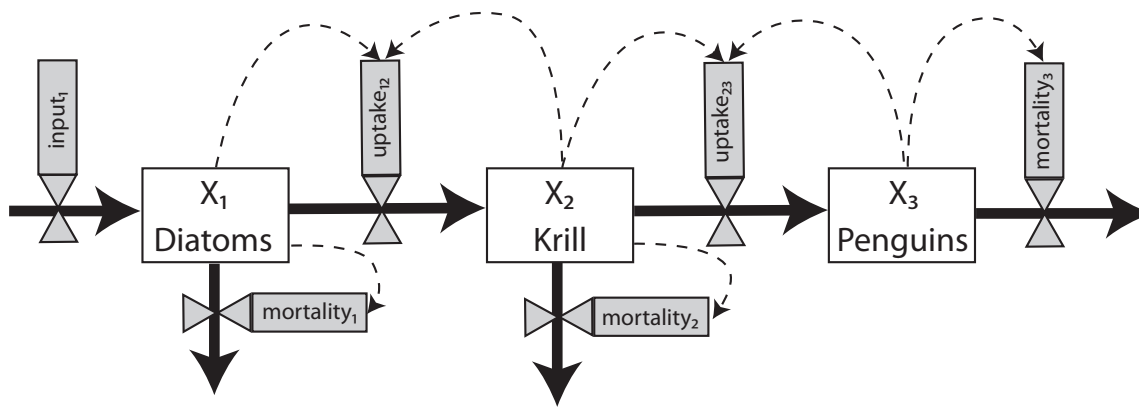 input₁
X₁
Diatoms
mortality₁
uptake₁₂
X₂
Krill
mortality₂
uptake₂₃
X₃
Penguins
mortality₃